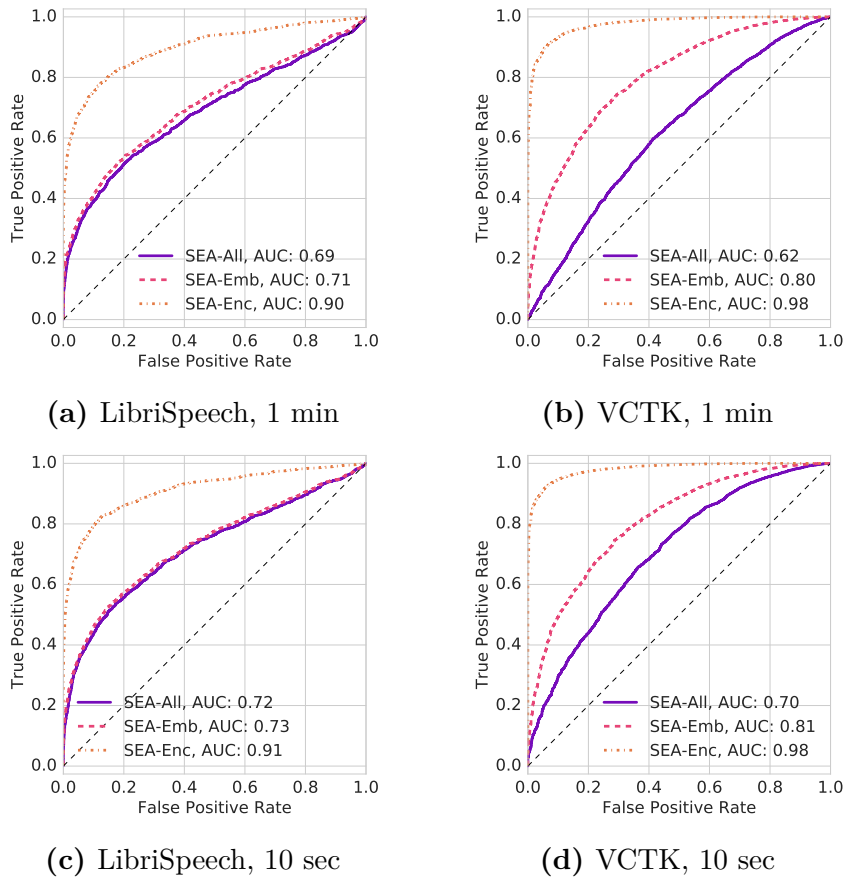 1.0
0.8
0.6
0.4
0.2
0.0
True Positive Rate
SEA-All, AUC: 0.69
SEA-Emb, AUC: 0.71
SEA-Enc, AUC: 0.90
0.0 0.2 0.4 0.6 0.8 1.0
False Positive Rate
(a) LibriSpeech, 1 min
1.0
0.8
0.6
0.4
0.2
0.0
True Positive Rate
SEA-All, AUC: 0.62
SEA-Emb, AUC: 0.80
SEA-Enc, AUC: 0.98
0.0 0.2 0.4 0.6 0.8 1.0
False Positive Rate
(b) VCTK, 1 min
1.0
0.8
0.6
0.4
0.2
0.0
True Positive Rate
SEA-All, AUC: 0.72
SEA-Emb, AUC: 0.73
SEA-Enc, AUC: 0.91
0.0 0.2 0.4 0.6 0.8 1.0
False Positive Rate
(c) LibriSpeech, 10 sec
1.0
0.8
0.6
0.4
0.2
0.0
True Positive Rate
SEA-All, AUC: 0.70
SEA-Emb, AUC: 0.81
SEA-Enc, AUC: 0.98
0.0 0.2 0.4 0.6 0.8 1.0
False Positive Rate
(d) VCTK, 10 sec